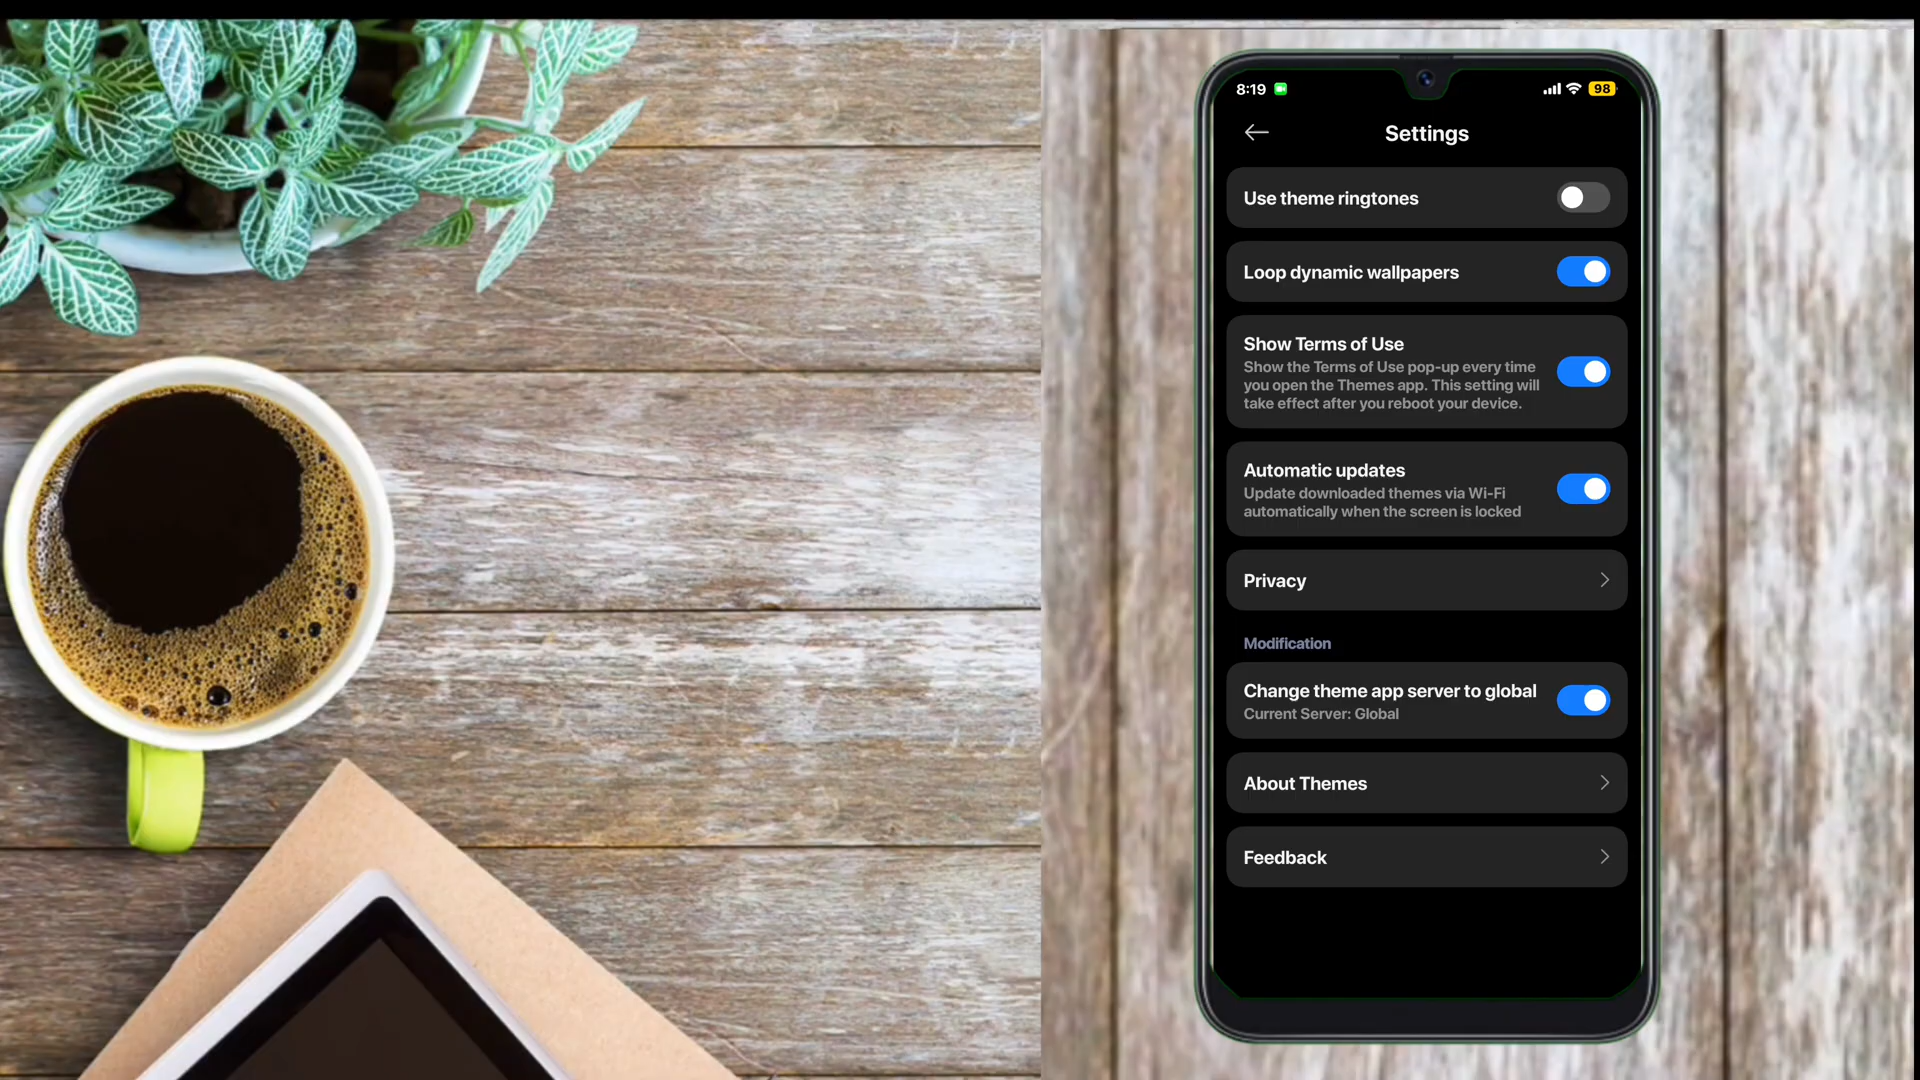 8:19
98
Settings
Use theme ringtones
Loop dynamic wallpapers
Show Terms of Use
Show the Terms of Use pop-up every time
you open the Themes app. This setting will
take effect after you reboot your device.
Automatic updates
Update downloaded themes via Wi-Fi
automatically when the screen is locked
Privacy
Modification
Change theme app server to global
Current Server: Global
About Themes
Feedback